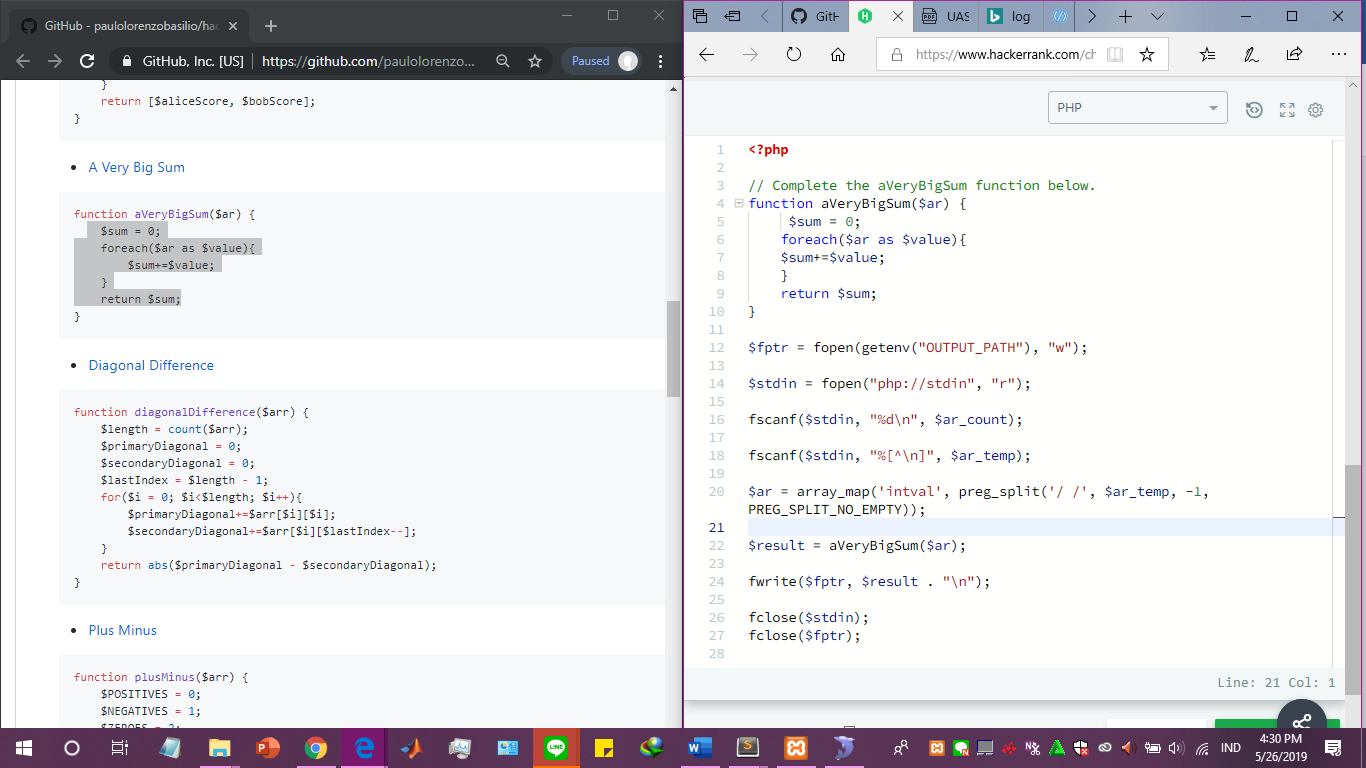 GitHub - paulolorenzobasilio/hac
GitHub, Inc. [US]
https://github.com/paulolorenzo...
Paused
}
return [$aliceScore, $bobScore];
}
A Very Big Sum
function aVeryBigSum($ar) {
$sum = 0;
foreach($ar as $value){
$sum+=$value;
}
return $sum;
}
Diagonal Difference
function diagonalDifference($arr) {
$length = count($arr);
$primaryDiagonal = 0;
$secondaryDiagonal = 0;
$lastIndex = $length - 1;
for($i = 0; $i<$length; $i++){
$primaryDiagonal+=$arr[$i][$i];
$secondaryDiagonal+=$arr[$i][$lastIndex--];
}
return abs($primaryDiagonal - $secondaryDiagonal);
}
Plus Minus
function plusMinus($arr) {
$POSITIVES = 0;
$NEGATIVES = 1;
GitH
PDF
UAS
log
https://www.hackerrank.com/ch
PHP
1 <?php
2
3 // Complete the aVeryBigSum function below.
4 function aVeryBigSum($ar) {
5 $sum = 0;
6 foreach($ar as $value){
7 $sum+=$value;
8 }
9 return $sum;
10 }
11
12 $fptr = fopen(getenv("OUTPUT_PATH"), "w");
13
14 $stdin = fopen("php://stdin", "r");
15
16 fscanf($stdin, "%d\n", $ar_count);
17
18 fscanf($stdin, "%[^\n]", $ar_temp);
19
20 $ar = array_map('intval', preg_split('/ /', $ar_temp, -1,
PREG_SPLIT_NO_EMPTY));
21
22 $result = aVeryBigSum($ar);
23
24 fwrite($fptr, $result . "\n");
25
26 fclose($stdin);
27 fclose($fptr);
28
Line: 21 Col: 1
LINE
IND
4:30 PM
5/26/2019